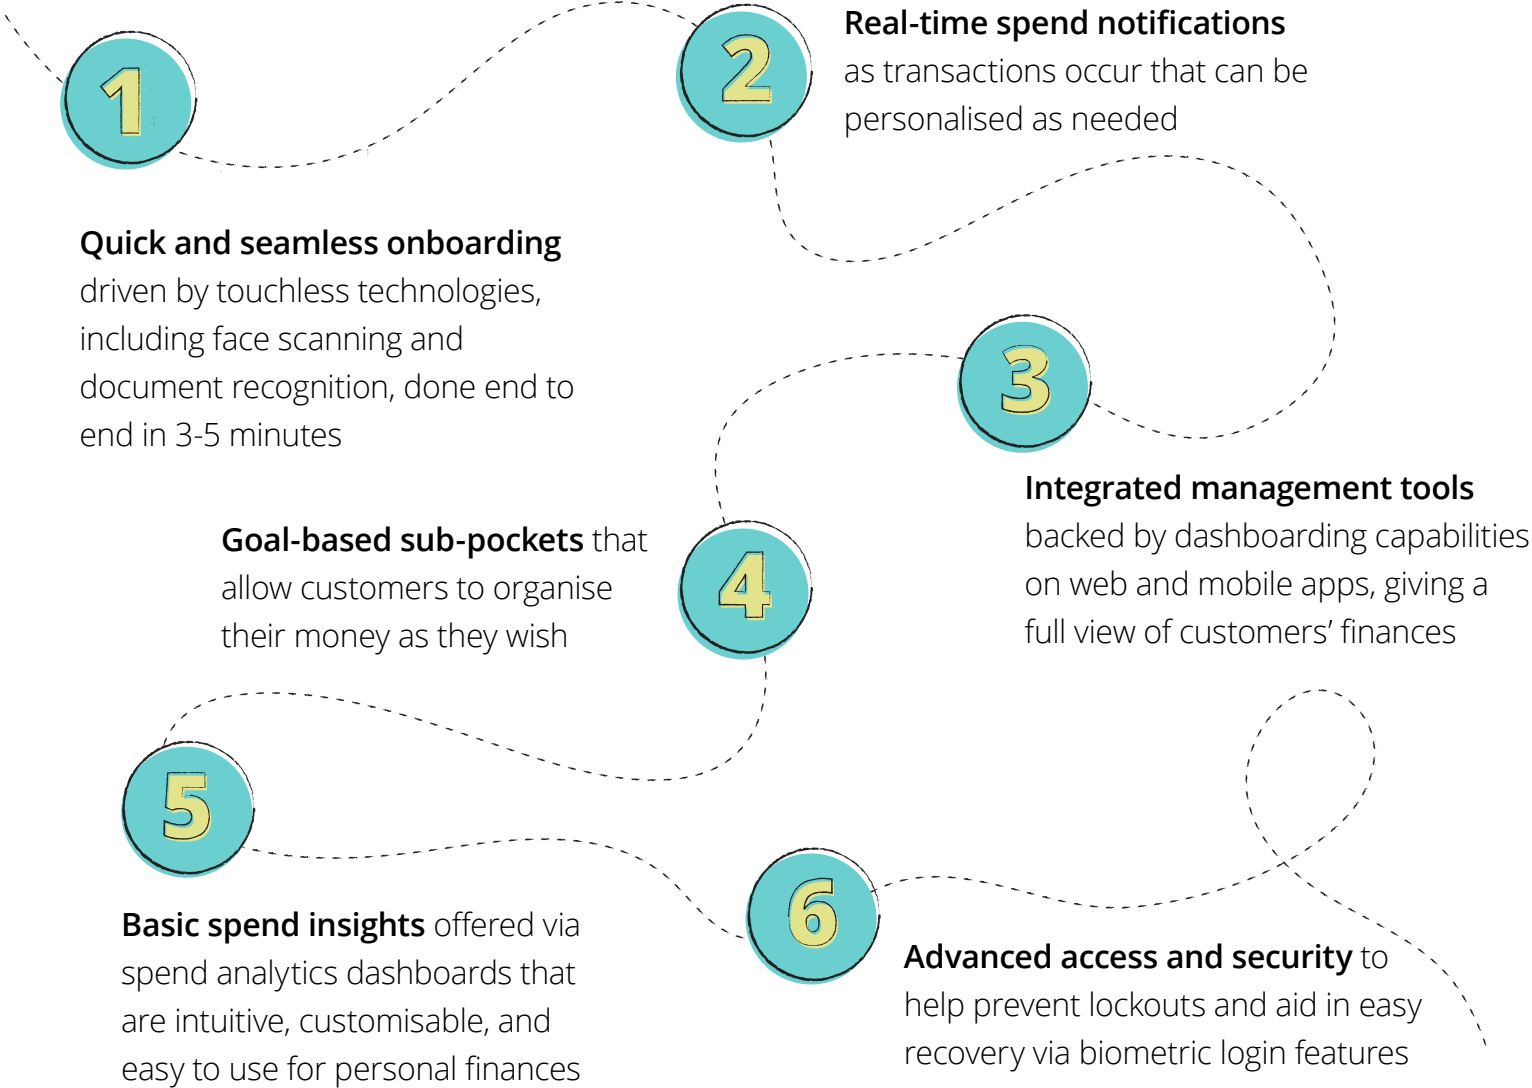 1
Quick and seamless onboarding
driven by touchless technologies,
including face scanning and
document recognition, done end to
end in 3-5 minutes
2
Real-time spend notifications
as transactions occur that can be
personalised as needed
3
Integrated management tools
backed by dashboarding capabilities
on web and mobile apps, giving a
full view of customers’ finances
4
Goal-based sub-pockets that
allow customers to organise
their money as they wish
5
Basic spend insights offered via
spend analytics dashboards that
are intuitive, customisable, and
easy to use for personal finances
6
Advanced access and security to
help prevent lockouts and aid in easy
recovery via biometric login features